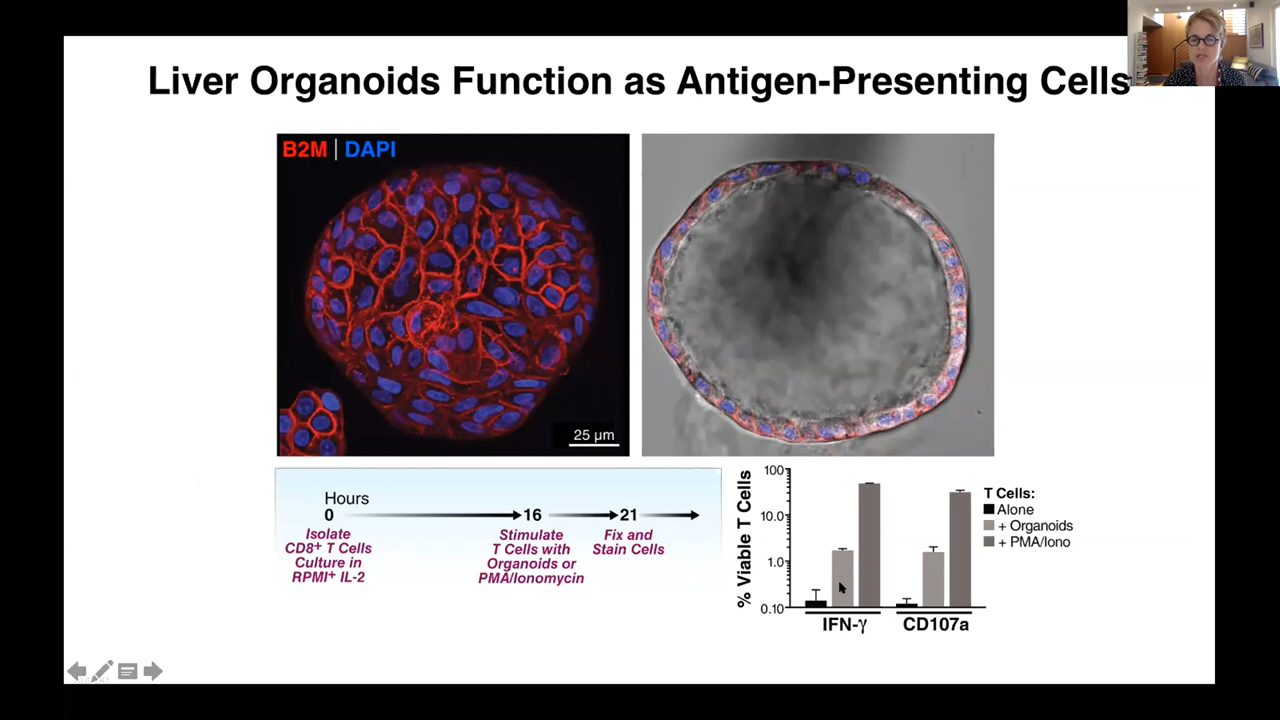 Liver Organoids Function as Antigen-Presenting Cells
B2M | DAPI
25 µm
Hours
0
16
21
Isolate
CD8+ T Cells
Culture in
RPMI+ IL-2
Stimulate
T Cells with
Organoids or
PMA/Ionomycin
Fix and
Stain Cells
% Viable T Cells
100
10.0
1.0
0.10
IFN-γ
CD107a
T Cells:
Alone
+ Organoids
+ PMA/Iono